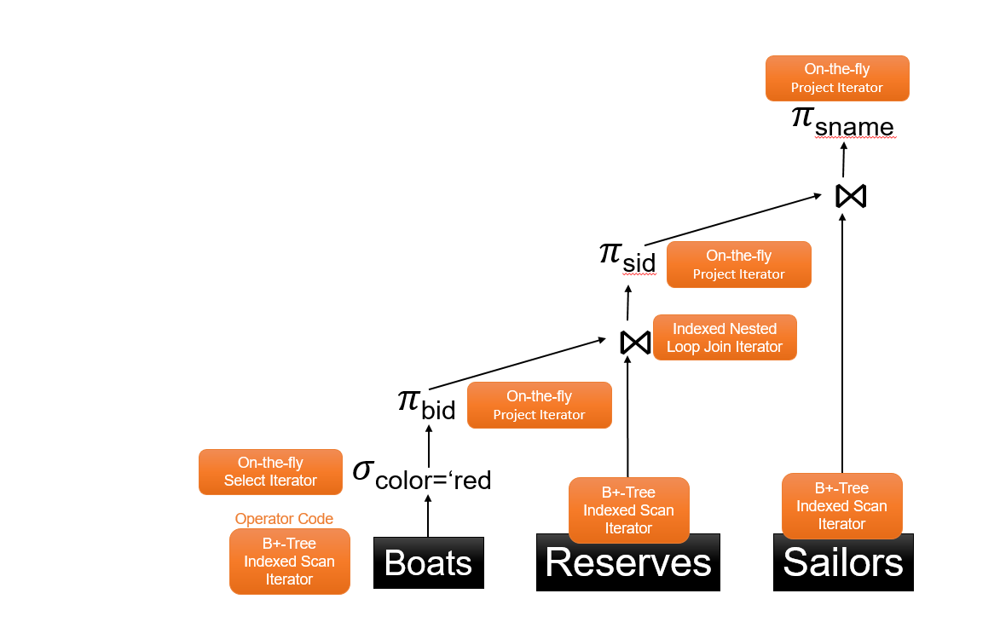 On-the-fly
Project Iterator
π sname
⋈
π sid
On-the-fly
Project Iterator
⋈
Indexed Nested
Loop Join Iterator
π bid
On-the-fly
Project Iterator
On-the-fly
Select Iterator
σ color=‘red
Operator Code
B+-Tree
Indexed Scan
Iterator
Boats
B+-Tree
Indexed Scan
Iterator
Reserves
B+-Tree
Indexed Scan
Iterator
Sailors